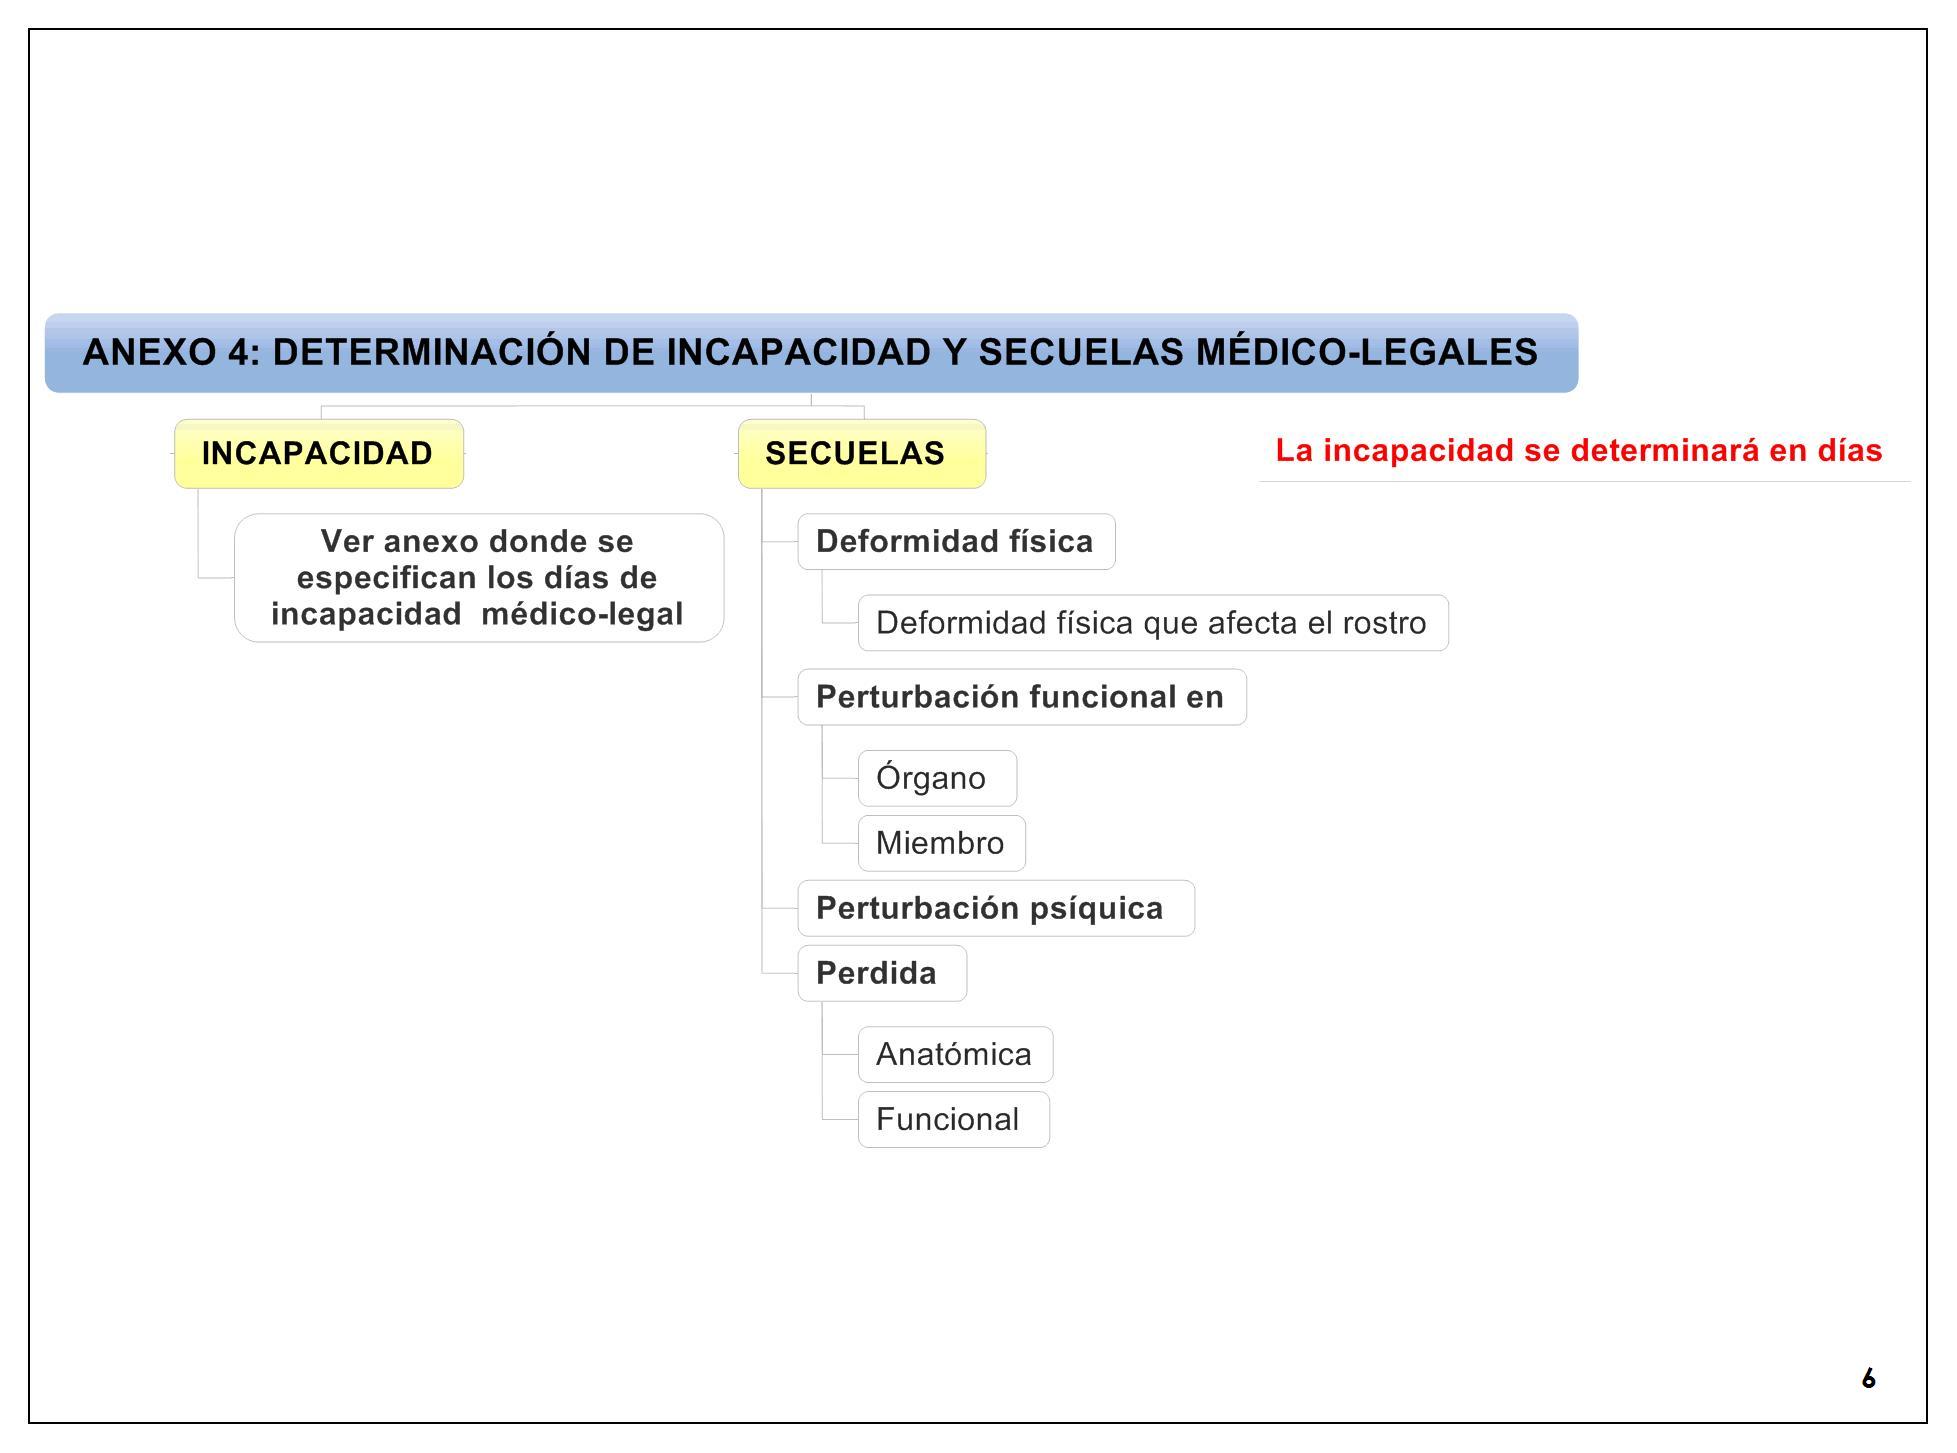 ANEXO 4: DETERMINACIÓN DE INCAPACIDAD Y SECUELAS MÉDICO-LEGALES
INCAPACIDAD
SECUELAS
La incapacidad se determinará en días
Ver anexo donde se
especifican los días de
incapacidad  médico-legal
Deformidad física
Deformidad física que afecta el rostro
Perturbación funcional en
Órgano
Miembro
Perturbación psíquica
Perdida
Anatómica
Funcional
6